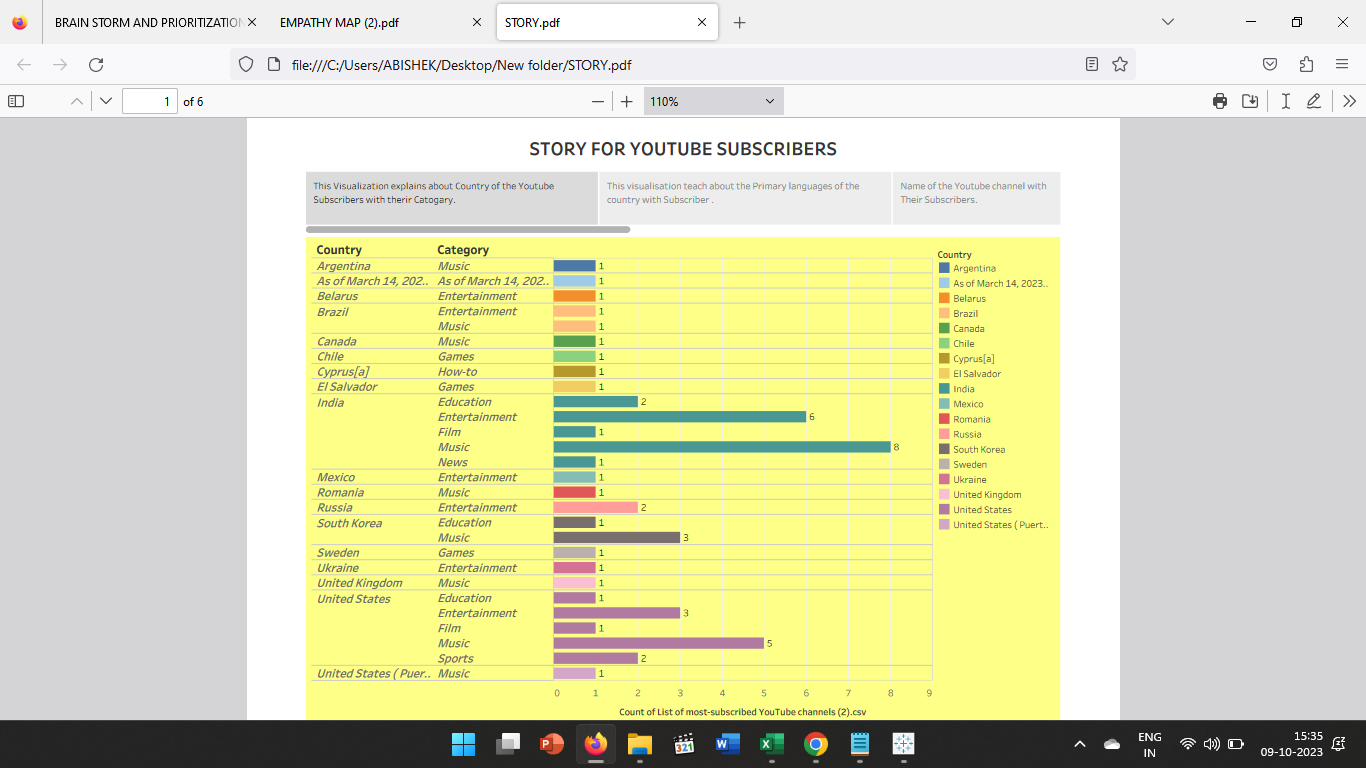 BRAIN STORM AND PRIORITIZATION
EMPATHY MAP (2).pdf
STORY.pdf
file:///C:/Users/ABISHEK/Desktop/New folder/STORY.pdf
1 of 6
110%
STORY FOR YOUTUBE SUBSCRIBERS
This Visualization explains about Country of the Youtube
Subscribers with therir Catogary.
This visualisation teach about the Primary languages of the
country with Subscriber .
Name of the Youtube channel with
Their Subscribers.
Country Category
Argentina Music 1
As of March 14, 202.. As of March 14, 202.. 1
Belarus Entertainment 1
Brazil Entertainment 1
Music 1
Canada Music 1
Chile Games 1
Cyprus[a] How-to 1
El Salvador Games 1
India Education 2
Entertainment 6
Film 1
Music 8
News 1
Mexico Entertainment 1
Romania Music 1
Russia Entertainment 2
South Korea Education 1
Music 3
Sweden Games 1
Ukraine Entertainment 1
United Kingdom Music 1
United States Education 1
Entertainment 3
Film 1
Music 5
Sports 2
United States ( Puer.. Music 1
0 1 2 3 4 5 6 7 8 9
Count of List of most-subscribed YouTube channels (2).csv
Country
Argentina
As of March 14, 2023..
Belarus
Brazil
Canada
Chile
Cyprus[a]
El Salvador
India
Mexico
Romania
Russia
South Korea
Sweden
Ukraine
United Kingdom
United States
United States ( Puert..
321
ENG
IN
15:35
09-10-2023